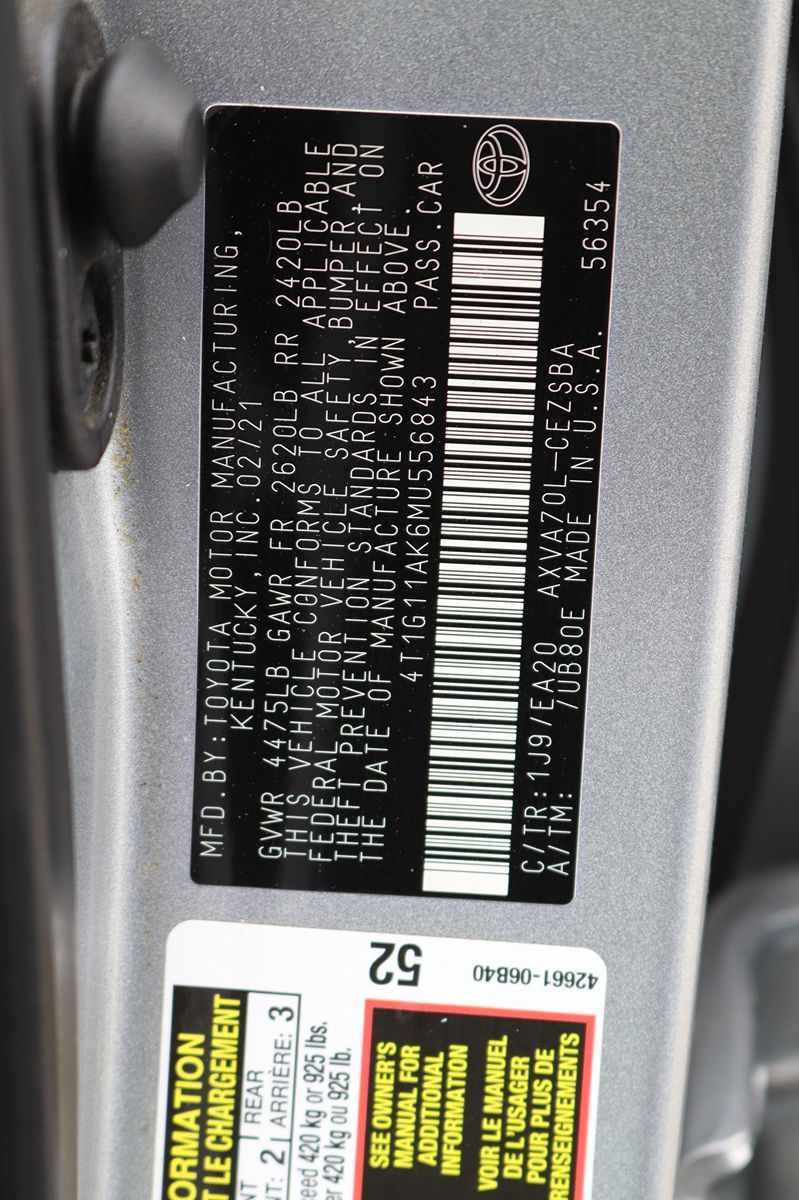 MFD.BY:TOYOTA MOTOR MANUFACTURING,
KENTUCKY,INC.02/21
GVWR 4475LB GAWR FR 2620LB RR 2420LB
THIS VEHICLE CONFORMS TO ALL APPLICABLE
FEDERAL MOTOR VEHICLE SAFETY,BUMPER,AND
THEFT PREVENTION STANDARDS IN EFFECT ON
THE DATE OF MANUFACTURE SHOWN ABOVE.
4T1G11AK6MU556843 PASS.CAR
C/TR:1J9/EA20 AXVA70L-CEZSBA
A/TM: /UB80E MADE IN U.S.A. 56354
52
42661-06B40
ORMATION
T LE CHARGEMENT
NT 2 REAR 3
NT: ARRIÈRE:
eed 420 kg or 925 lbs.
er 420 kg ou 925 lb.
SEE OWNER'S
MANUAL FOR
ADDITIONAL
INFORMATION
VOIR LE MANUEL
DE L'USAGER
POUR PLUS DE
RENSEIGNEMENTS